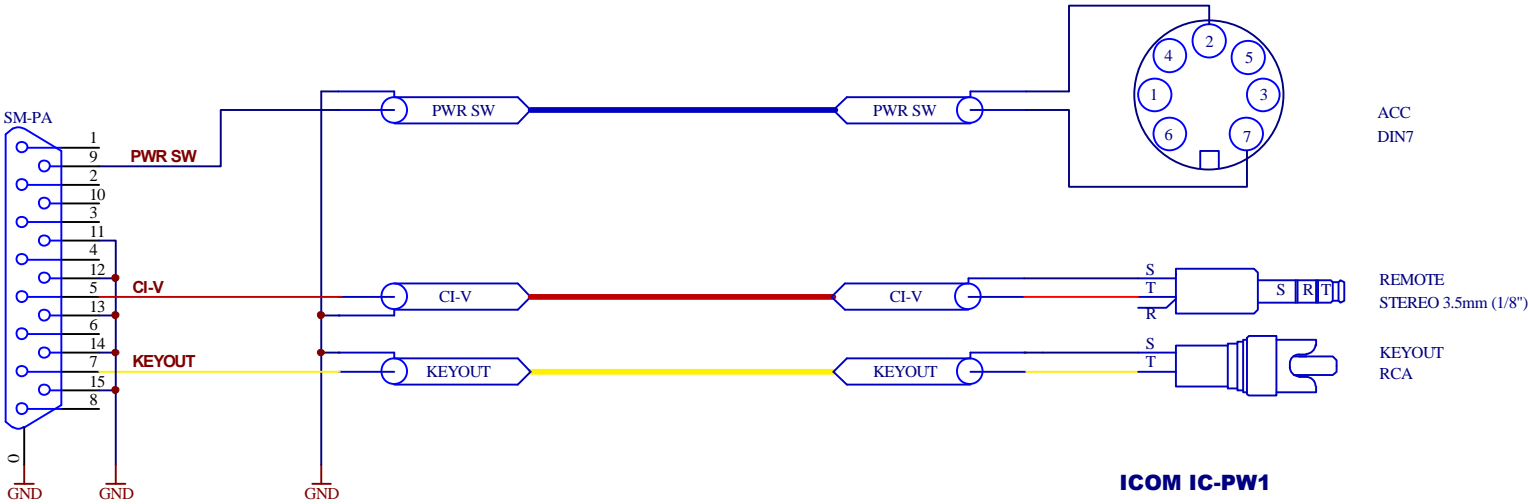 SM-PA
1
9
2
10
3
11
4
12
5
13
6
14
7
15
8
0
GND
GND
GND
PWR SW
CI-V
KEYOUT
PWR SW
PWR SW
CI-V
CI-V
KEYOUT
KEYOUT
2
4
5
1
3
6
7
ACC
DIN7
S
T
R
S R T
REMOTE
STEREO 3.5mm (1/8")
S
T
KEYOUT
RCA
ICOM IC-PW1